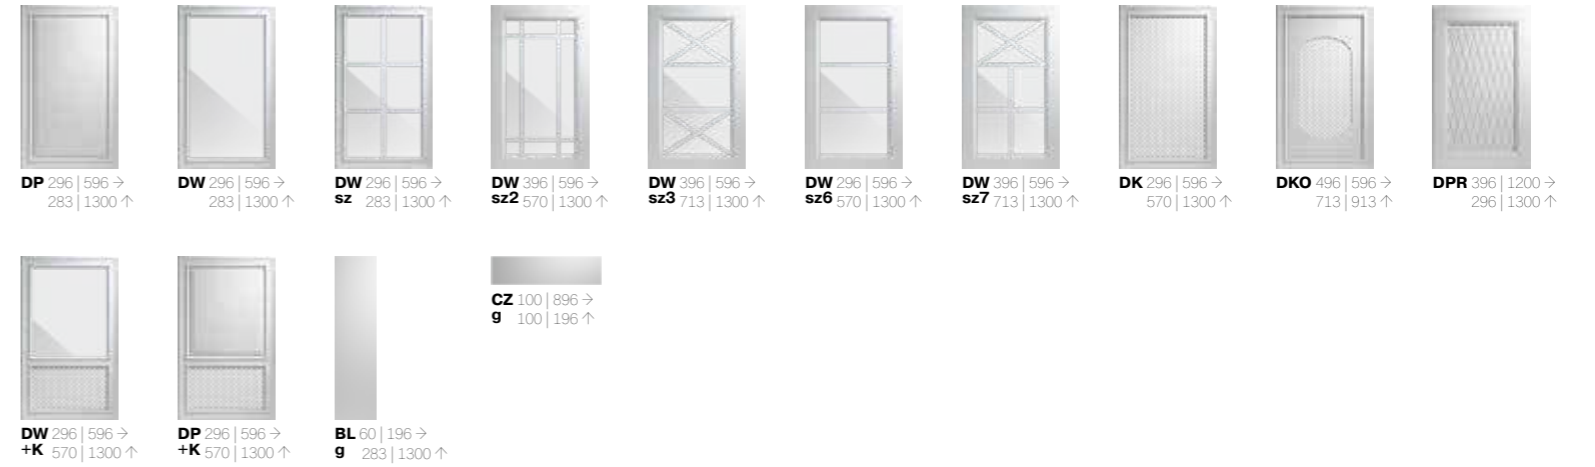 DP 296 | 596 →
283 | 1300 ↑
DW 296 | 596 →
283 | 1300 ↑
DW 296 | 596 →
sz 283 | 1300 ↑
DW 396 | 596 →
sz2 570 | 1300 ↑
DW 396 | 596 →
sz3 713 | 1300 ↑
DW 296 | 596 →
sz6 570 | 1300 ↑
DW 396 | 596 →
sz7 713 | 1300 ↑
DK 296 | 596 →
570 | 1300 ↑
DKO 496 | 596 →
713 | 913 ↑
DPR 396 | 1200 →
296 | 1300 ↑
DW 296 | 596 →
+K 570 | 1300 ↑
DP 296 | 596 →
+K 570 | 1300 ↑
BL 60 | 196 →
g 283 | 1300 ↑
CZ 100 | 896 →
g 100 | 196 ↑